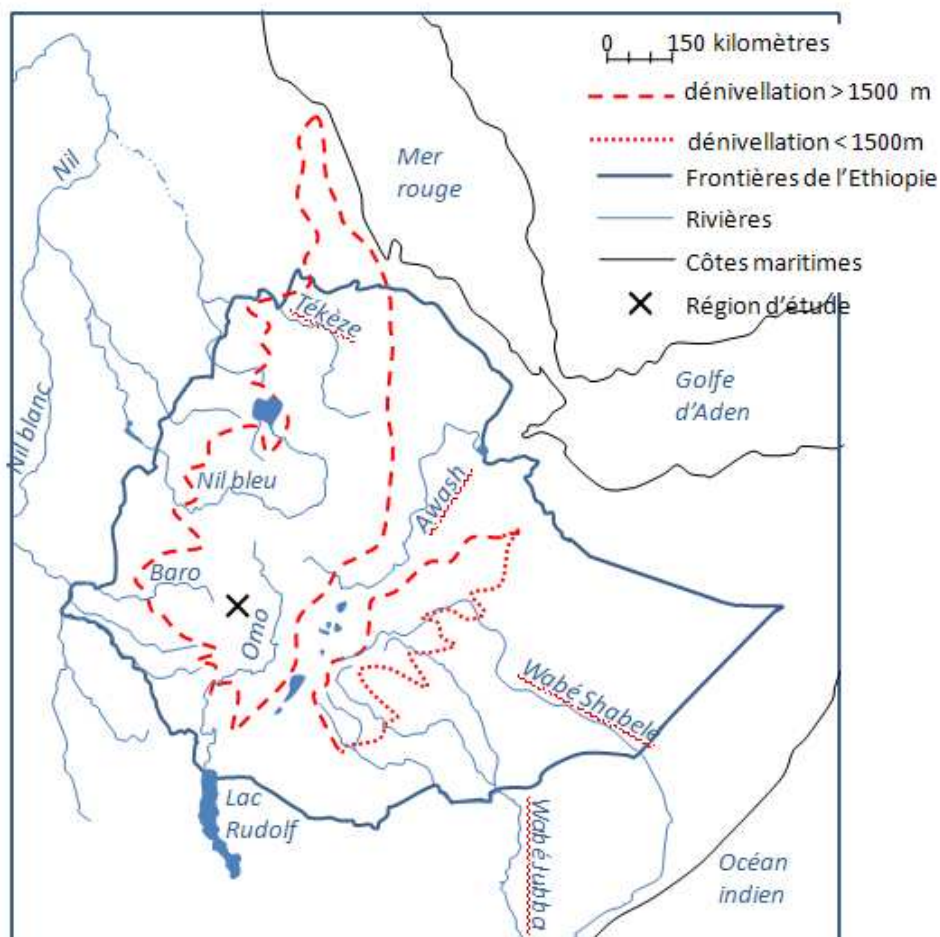 0 150 kilomètres
dénivellation > 1500 m
dénivellation < 1500m
Frontières de l'Ethiopie
Rivières
Côtes maritimes
Région d'étude
Mer
rouge
Nil
Tékèze
Golfe
d'Aden
Nil blanc
Nil bleu
Awash
Baro
Omo
Wabé Shabele
Lac
Rudolf
Wabé Jubba
Océan
indien